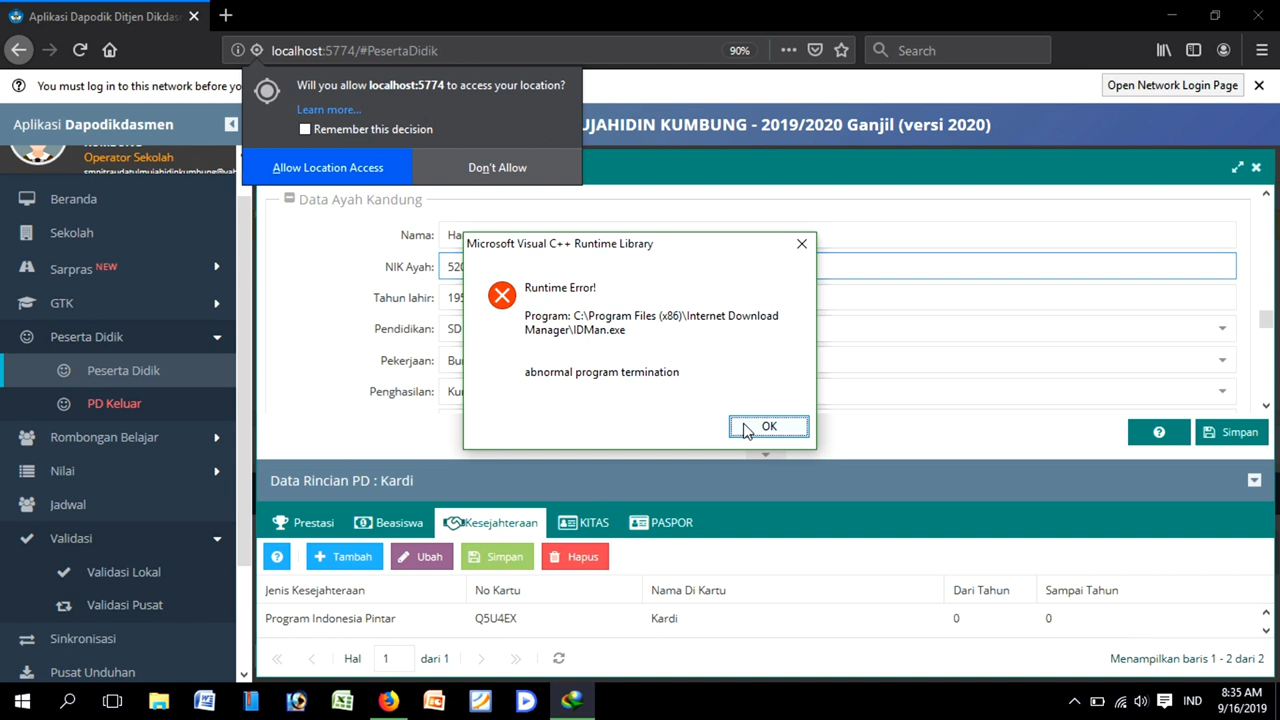 Aplikasi Dapodik Ditjen Dikdas
localhost:5774/#PesertaDidik
90%
Search
You must log in to this network before yo
Open Network Login Page
Will you allow localhost:5774 to access your location?
Learn more...
Remember this decision
Allow Location Access
Don't Allow
Aplikasi Dapodikdasmen
UJAHIDIN KUMBUNG - 2019/2020 Ganjil (versi 2020)
Operator Sekolah
smpitraudatulmujahidinkumbung@yah
Beranda
Sekolah
Sarpras NEW
GTK
Peserta Didik
Peserta Didik
PD Keluar
Rombongan Belajar
Nilai
Jadwal
Validasi
Validasi Lokal
Validasi Pusat
Sinkronisasi
Pusat Unduhan
Data Ayah Kandung
Nama: Ha
NIK Ayah: 520
Tahun lahir: 195
Pendidikan: SD
Pekerjaan: Bur
Penghasilan: Kur
Microsoft Visual C++ Runtime Library
Runtime Error!
Program: C:\Program Files (x86)\Internet Download
Manager\IDMan.exe
abnormal program termination
OK
Simpan
Data Rincian PD : Kardi
Prestasi
Beasiswa
Kesejahteraan
KITAS
PASPOR
Tambah
Ubah
Simpan
Hapus
Jenis Kesejahteraan
No Kartu
Nama Di Kartu
Dari Tahun
Sampai Tahun
Program Indonesia Pintar
Q5U4EX
Kardi
0
0
Hal 1 dari 1
Menampilkan baris 1 - 2 dari 2
IND
8:35 AM
9/16/2019